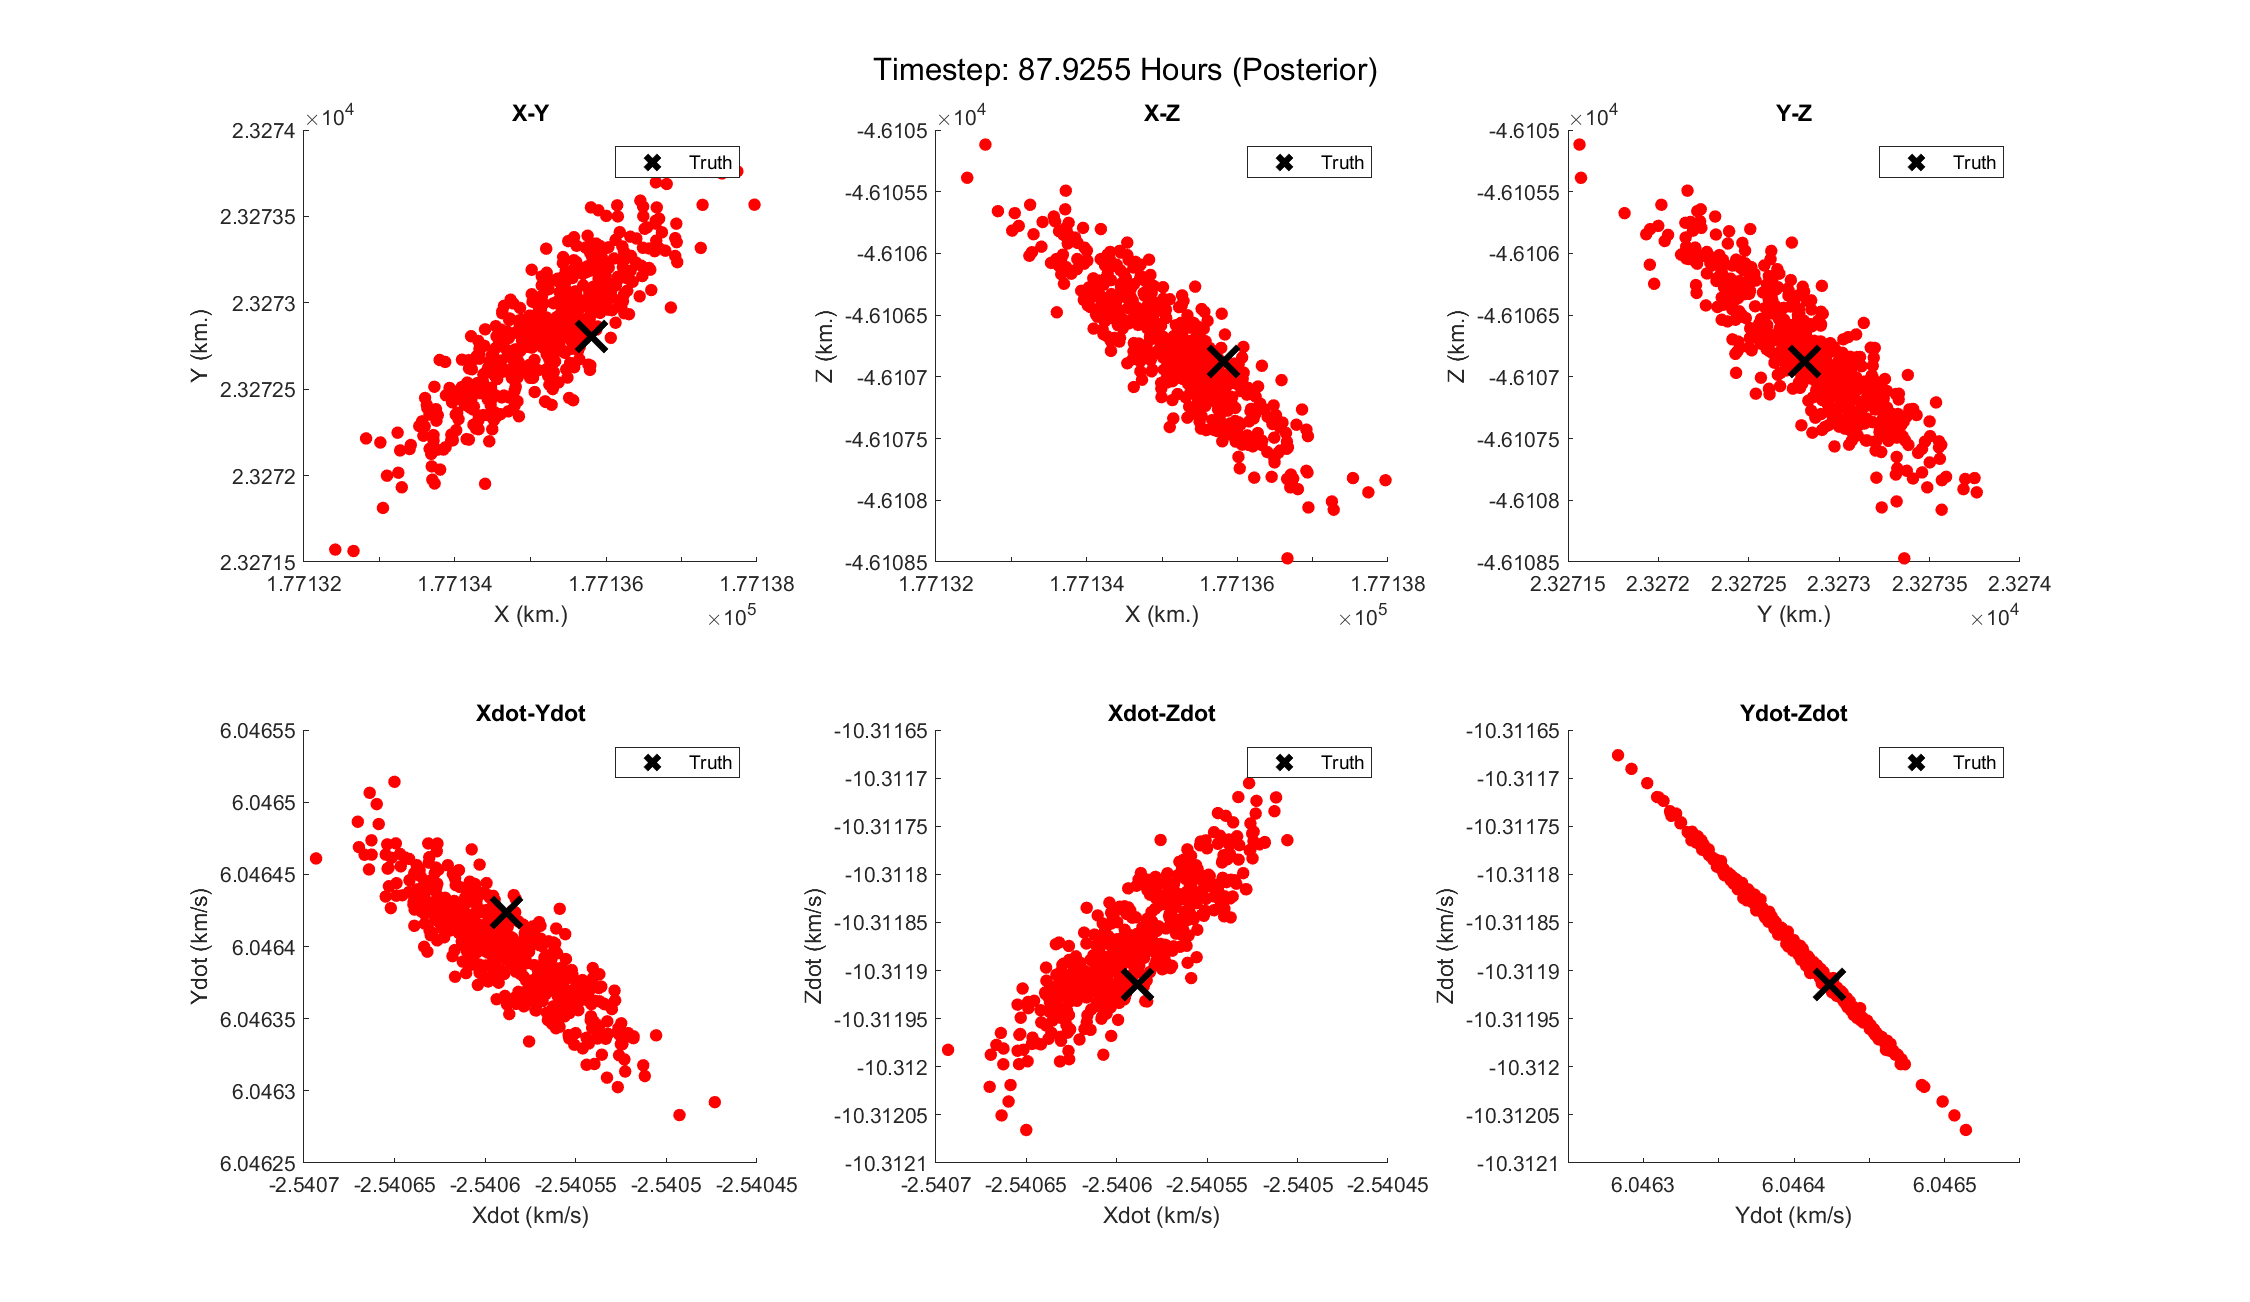 Timestep: 87.9255 Hours (Posterior)
X-Y
×10^4
2.3274
2.32735
2.3273
2.32725
2.3272
2.32715
Y (km.)
Truth
1.77132 1.77134 1.77136 1.77138
X (km.)
×10^5
X-Z
×10^4
-4.6105
-4.61055
-4.6106
-4.61065
-4.6107
-4.61075
-4.6108
-4.61085
Z (km.)
Truth
1.77132 1.77134 1.77136 1.77138
X (km.)
×10^5
Y-Z
×10^4
-4.6105
-4.61055
-4.6106
-4.61065
-4.6107
-4.61075
-4.6108
-4.61085
Z (km.)
Truth
2.32715 2.3272 2.32725 2.3273 2.32735 2.3274
Y (km.)
×10^4
Xdot-Ydot
6.04655
6.0465
6.04645
6.0464
6.04635
6.0463
6.04625
Ydot (km/s)
Truth
-2.5407 -2.54065 -2.5406 -2.54055 -2.5405 -2.54045
Xdot (km/s)
Xdot-Zdot
-10.31165
-10.3117
-10.31175
-10.3118
-10.31185
-10.3119
-10.31195
-10.312
-10.31205
-10.3121
Zdot (km/s)
Truth
-2.5407 -2.54065 -2.5406 -2.54055 -2.5405 -2.54045
Xdot (km/s)
Ydot-Zdot
-10.31165
-10.3117
-10.31175
-10.3118
-10.31185
-10.3119
-10.31195
-10.312
-10.31205
-10.3121
Zdot (km/s)
Truth
6.0463 6.0464 6.0465
Ydot (km/s)